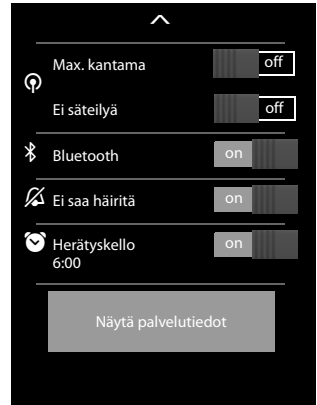 Max. kantama off
Ei säteilyä off
Bluetooth on
Ei saa häiritä on
Herätyskello on
6:00
Näytä palvelutiedot